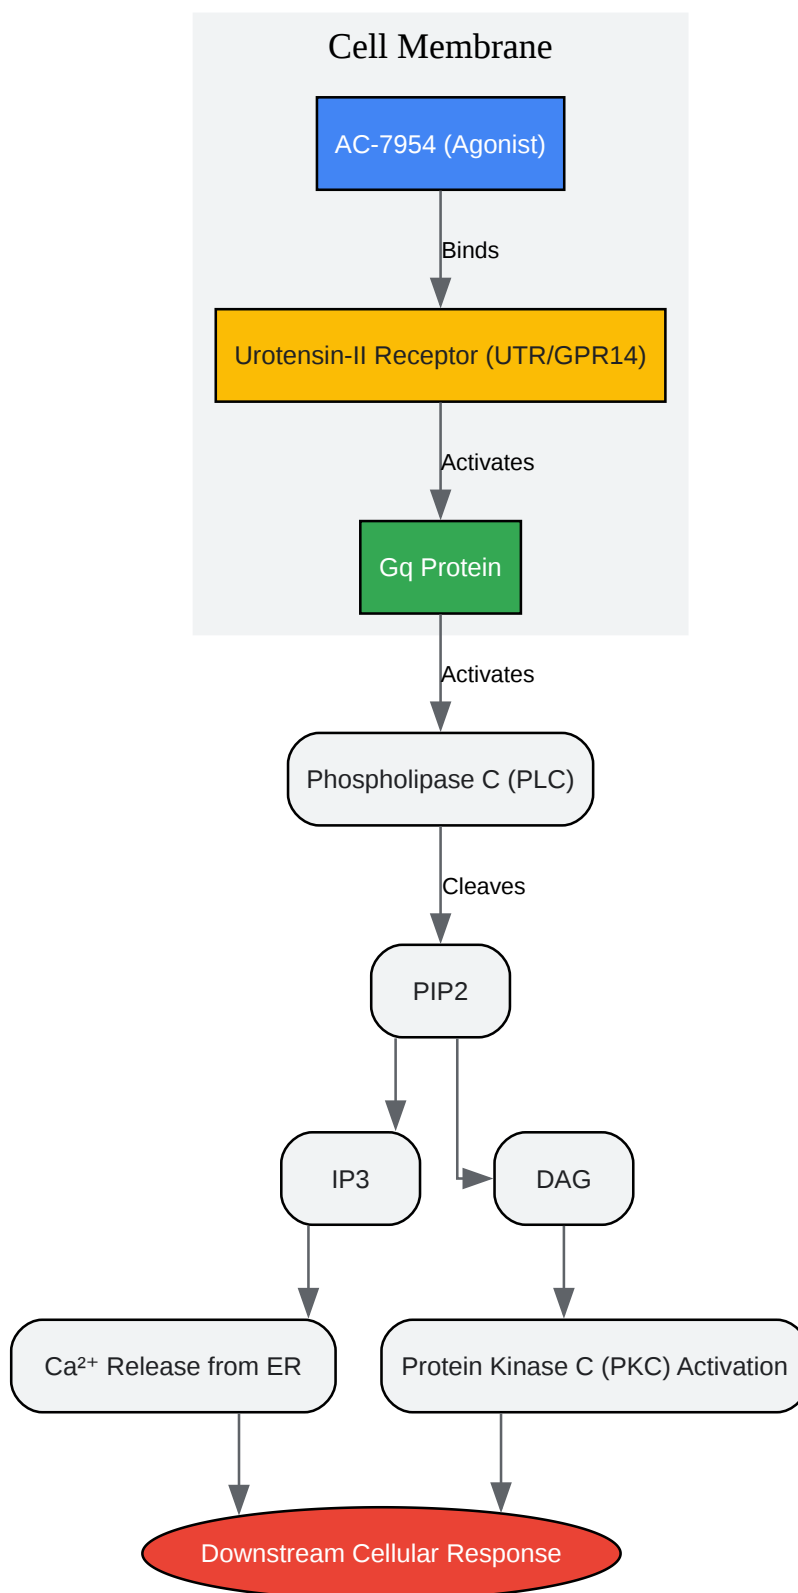 Cell Membrane
AC-7954 (Agonist)
Binds
Urotensin-II Receptor (UTR/GPR14)
Activates
Gq Protein
Activates
Phospholipase C (PLC)
Cleaves
PIP2
IP3
DAG
Ca²⁺ Release from ER
Protein Kinase C (PKC) Activation
Downstream Cellular Response